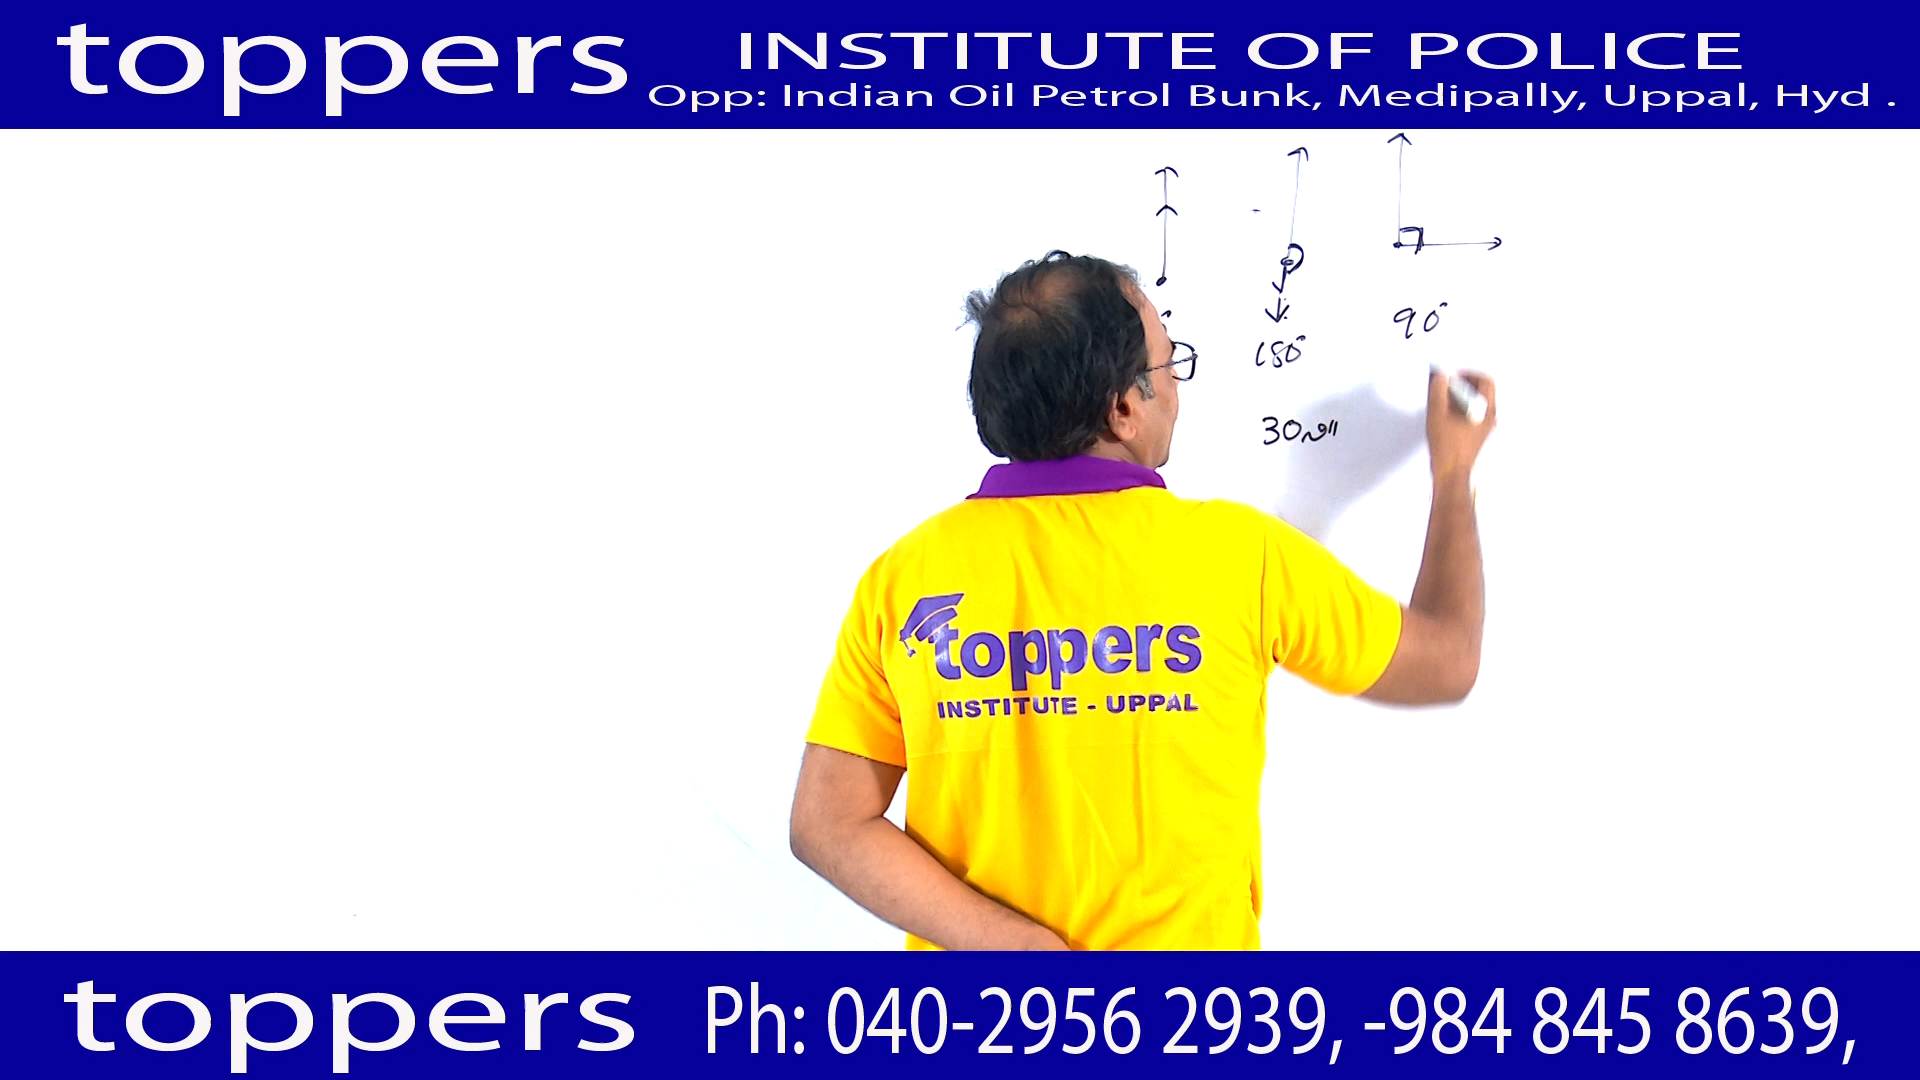 toppers
INSTITUTE OF POLICE
Opp: Indian Oil Petrol Bunk, Medipally, Uppal, Hyd .
180°
90°
30
toppers
INSTITUTE - UPPAL
toppers
Ph: 040-2956 2939, -984 845 8639,